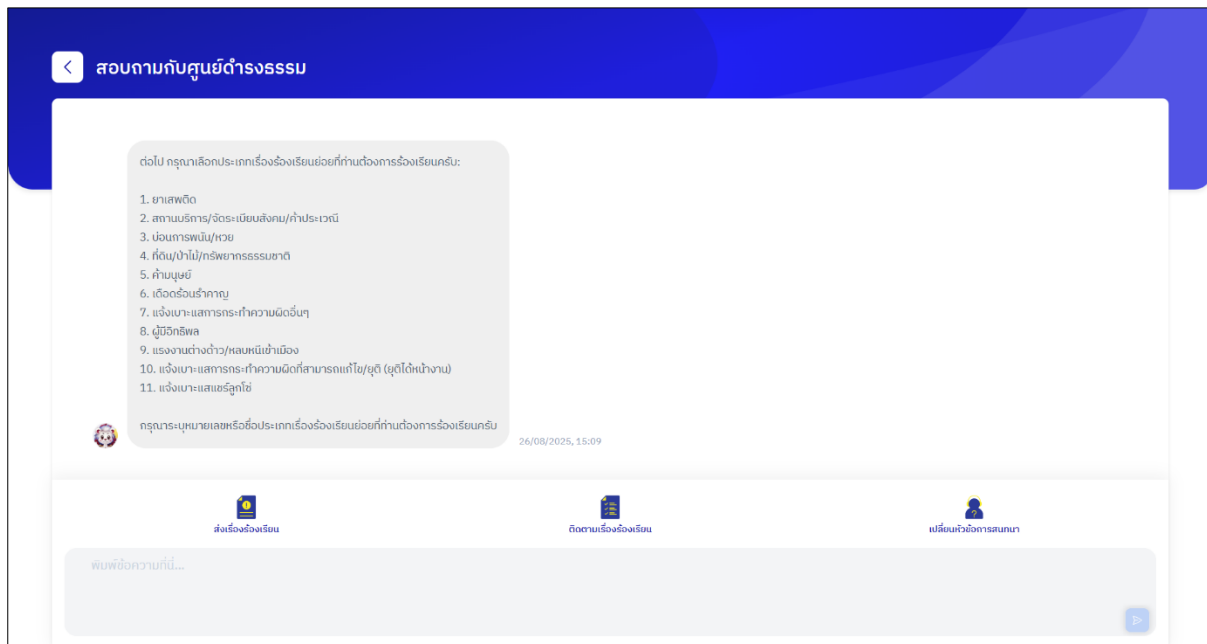 สอบถามกับศูนย์ดำรงธรรม
ต่อไป กรุณาเลือกประเภทเรื่องร้องเรียนย่อยที่ท่านต้องการร้องเรียนครับ:
1. ยาเสพติด
2. สถานบริการ/จัดระเบียบสังคม/ค้าประเวณี
3. บ่อนการพนัน/หวย
4. ที่ดิน/ป่าไม้/ทรัพยากรธรรมชาติ
5. ค้ามนุษย์
6. เดือดร้อนรำคาญ
7. แจ้งเบาะแสการกระทำความผิดอื่นๆ
8. ผู้มีอิทธิพล
9. แรงงานต่างด้าว/หลบหนีเข้าเมือง
10. แจ้งเบาะแสการกระทำความผิดที่สามารถแก้ไข/ยุติ (ยุติได้หน้างาน)
11. แจ้งเบาะแสแชร์ลูกโซ่
กรุณาระบุหมายเลขหรือชื่อประเภทเรื่องร้องเรียนย่อยที่ท่านต้องการร้องเรียนครับ
26/08/2025, 15:09
ส่งเรื่องร้องเรียน
ติดตามเรื่องร้องเรียน
เปลี่ยนหัวข้อการสนทนา
พิมพ์ข้อความที่นี่...